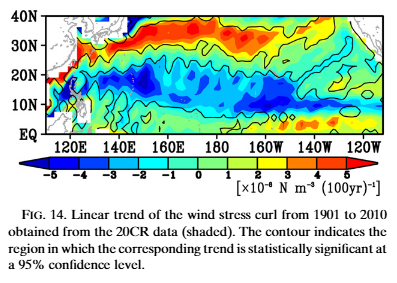 40N
30N
20N
10N
EQ
120E 140E 160E 180 160W 140W 120W
-5 -4 -3 -2 -1 0 1 2 3 4 5
[×10⁻⁸ N m⁻³ (100yr)⁻¹]
FIG. 14. Linear trend of the wind stress curl from 1901 to 2010
obtained from the 20CR data (shaded). The contour indicates the
region in which the corresponding trend is statistically significant at
a 95% confidence level.